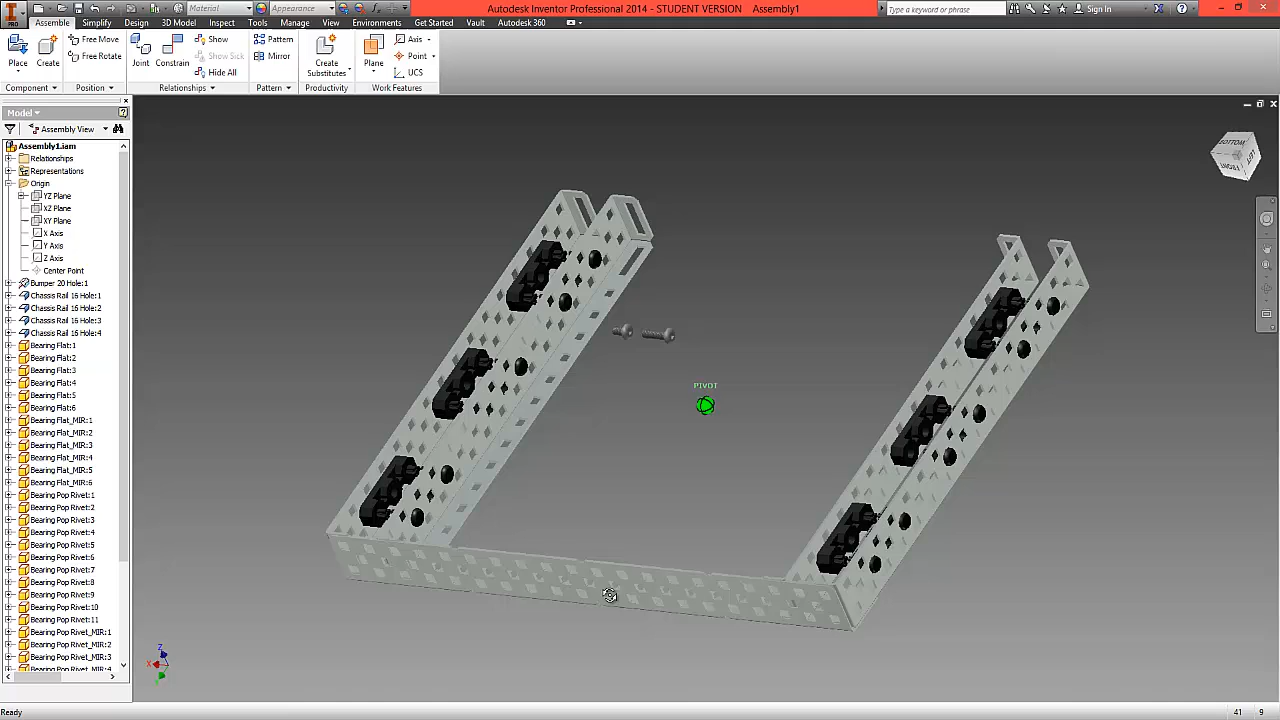 Material
Appearance
Autodesk Inventor Professional 2014 - STUDENT VERSION Assembly1
Type a keyword or phrase
Sign In
PRO
Assemble Simplify Design 3D Model Inspect Tools Manage View Environments Get Started Vault Autodesk 360
Place
Create
Free Move
Free Rotate
Joint
Constrain
Show
Show Sick
Hide All
Pattern
Mirror
Create
Substitutes
Plane
Axis
Point
UCS
Component Position Relationships Pattern Productivity Work Features
Model
Assembly View
Assembly1.iam
Relationships
Representations
Origin
YZ Plane
XZ Plane
XY Plane
X Axis
Y Axis
Z Axis
Center Point
Bumper 20 Hole:1
Chassis Rail 16 Hole:1
Chassis Rail 16 Hole:2
Chassis Rail 16 Hole:3
Chassis Rail 16 Hole:4
Bearing Flat:1
Bearing Flat:2
Bearing Flat:3
Bearing Flat:4
Bearing Flat:5
Bearing Flat:6
Bearing Flat_MIR:1
Bearing Flat_MIR:2
Bearing Flat_MIR:3
Bearing Flat_MIR:4
Bearing Flat_MIR:5
Bearing Flat_MIR:6
Bearing Pop Rivet:1
Bearing Pop Rivet:2
Bearing Pop Rivet:3
Bearing Pop Rivet:4
Bearing Pop Rivet:5
Bearing Pop Rivet:6
Bearing Pop Rivet:7
Bearing Pop Rivet:8
Bearing Pop Rivet:9
Bearing Pop Rivet:10
Bearing Pop Rivet:11
Bearing Pop Rivet_MIR:1
Bearing Pop Rivet_MIR:2
Bearing Pop Rivet_MIR:3
Bearing Pop Rivet_MIR:4
PIVOT
BOTTOM
FRONT
LEFT
Z
X
Y
Ready
41 9